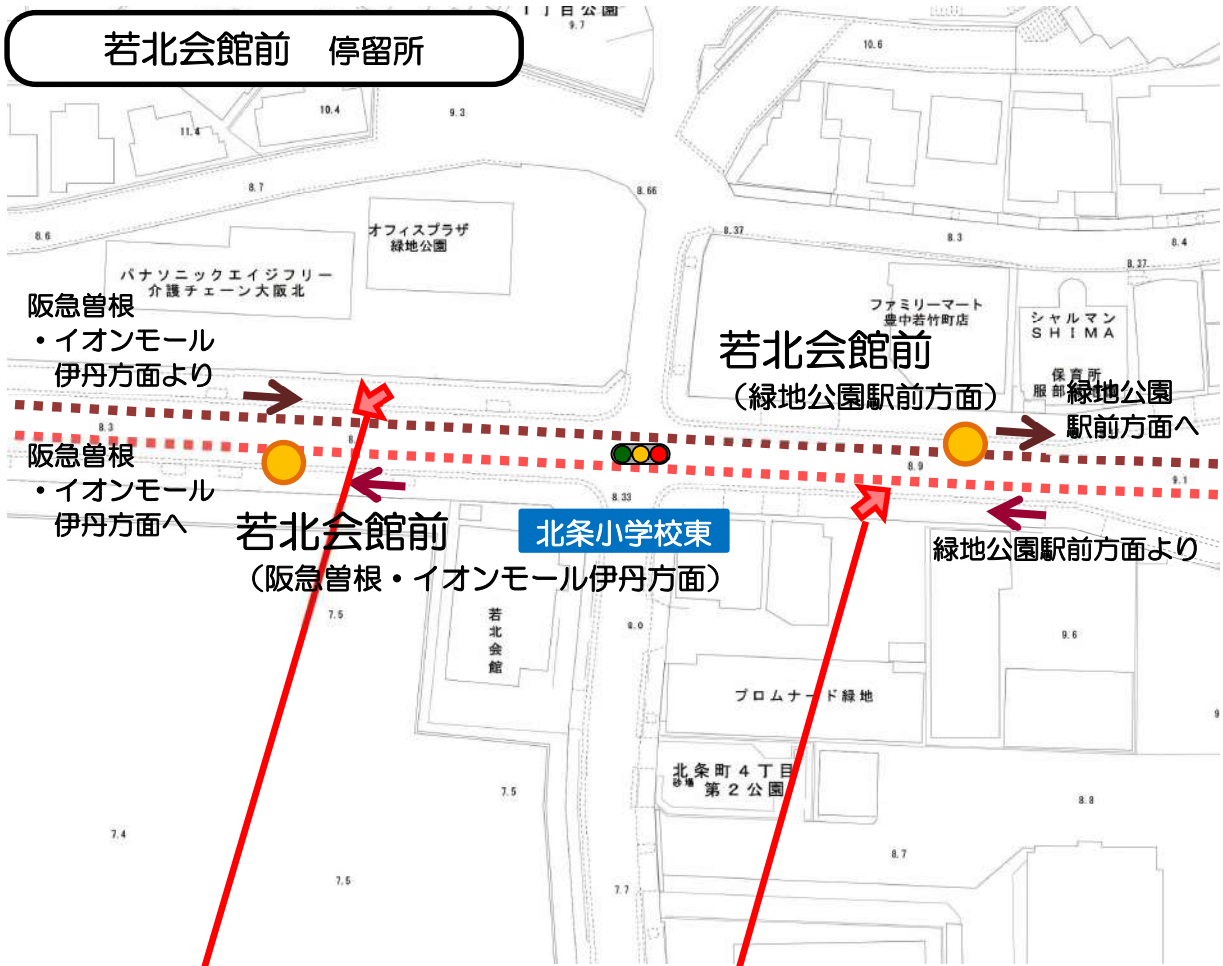 若北会館前 停留所
1丁目公園
9.7
10.6
10.4
9.3
11.4
8.7
8.66
8.6
オフィスプラザ
緑地公園
8.37
8.3
8.4
8.37
パナソニックエイジフリー
介護チェーン大阪北
ファミリーマート
豊中若竹町店
シャルマン
SHIMA
阪急曽根
・イオンモール
伊丹方面より
若北会館前
(緑地公園駅前方面)
保育所
服部
緑地公園
駅前方面へ
8.3
8.9
9.1
阪急曽根
・イオンモール
伊丹方面へ
8.33
若北会館前
(阪急曽根・イオンモール伊丹方面)
北条小学校東
緑地公園駅前方面より
7.5
若北会館
8.0
9.6
プロムナード緑地
北条町4丁目
砂場
第2公園
7.5
8.8
7.4
8.7
7.5
7.7